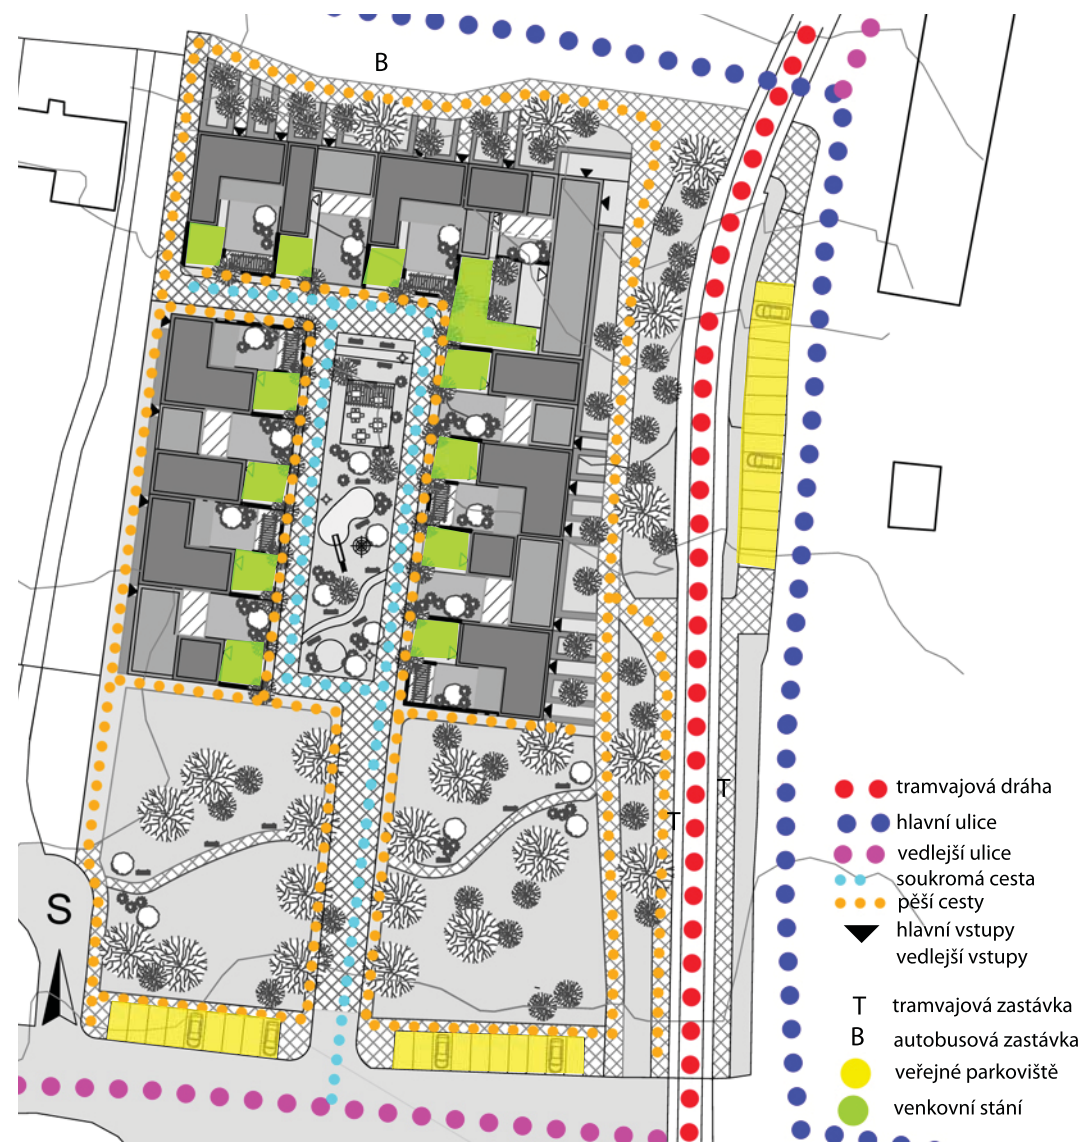 B
T
T
S
tramvajová dráha
hlavní ulice
vedlejší ulice
soukromá cesta
pěší cesty
hlavní vstupy
vedlejší vstupy
T tramvajová zastávka
B autobusová zastávka
veřejné parkoviště
venkovní stání